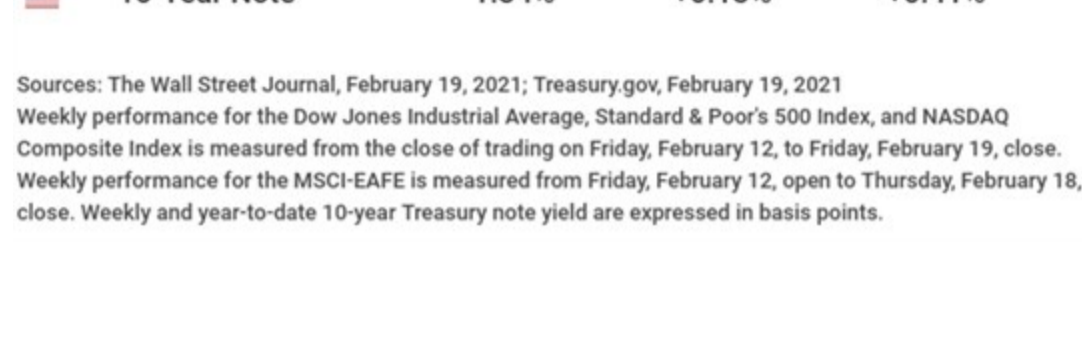 Sources: The Wall Street Journal, February 19, 2021; Treasury.gov, February 19, 2021
Weekly performance for the Dow Jones Industrial Average, Standard & Poor's 500 Index, and NASDAQ
Composite Index is measured from the close of trading on Friday, February 12, to Friday, February 19, close.
Weekly performance for the MSCI-EAFE is measured from Friday, February 12, open to Thursday, February 18,
close. Weekly and year-to-date 10-year Treasury note yield are expressed in basis points.